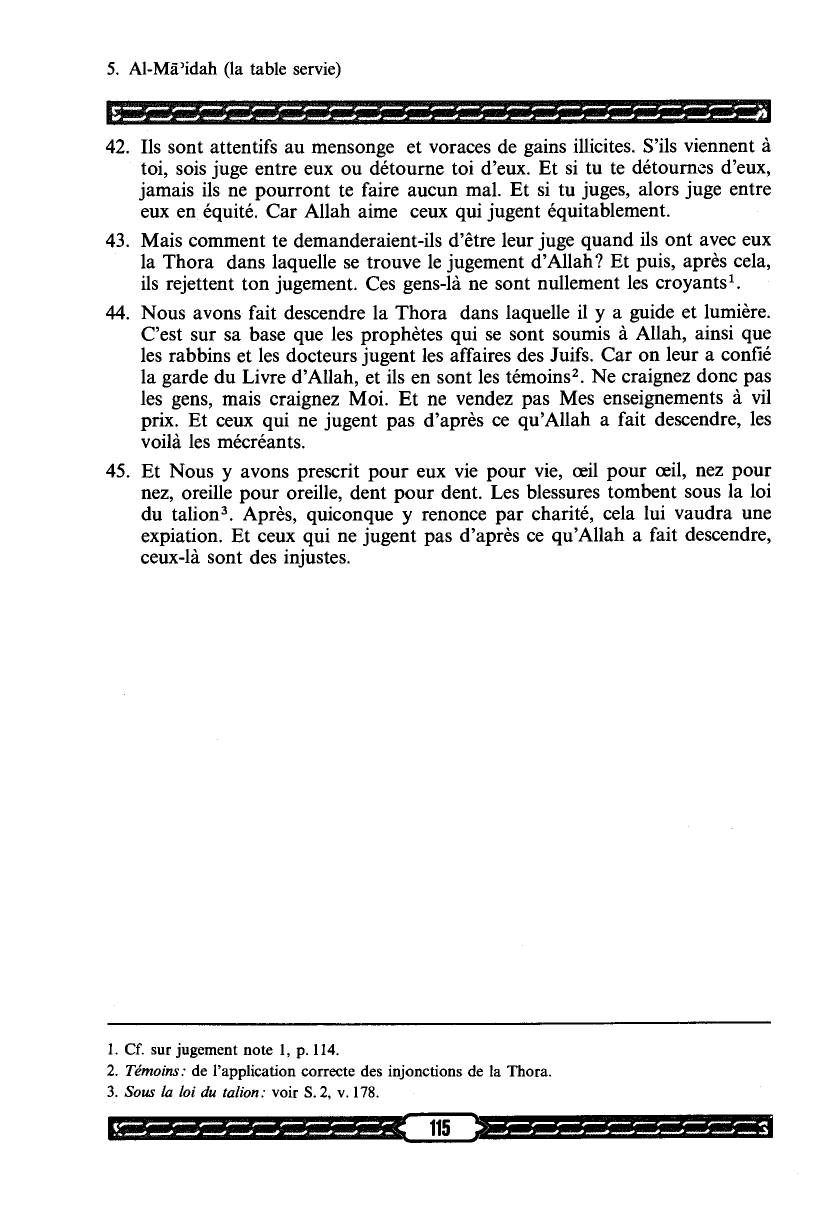 5. Al-Mā’idah (la table servie)
42. Ils sont attentifs au mensonge et voraces de gains illicites. S’ils viennent à
toi, sois juge entre eux ou détourne toi d’eux. Et si tu te détournes d’eux,
jamais ils ne pourront te faire aucun mal. Et si tu juges, alors juge entre
eux en équité. Car Allah aime ceux qui jugent équitablement.
43. Mais comment te demanderaient-ils d’être leur juge quand ils ont avec eux
la Thora dans laquelle se trouve le jugement d’Allah? Et puis, après cela,
ils rejettent ton jugement. Ces gens-là ne sont nullement les croyants¹.
44. Nous avons fait descendre la Thora dans laquelle il y a guide et lumière.
C’est sur sa base que les prophètes qui se sont soumis à Allah, ainsi que
les rabbins et les docteurs jugent les affaires des Juifs. Car on leur a confié
la garde du Livre d’Allah, et ils en sont les témoins². Ne craignez donc pas
les gens, mais craignez Moi. Et ne vendez pas Mes enseignements à vil
prix. Et ceux qui ne jugent pas d’après ce qu’Allah a fait descendre, les
voilà les mécréants.
45. Et Nous y avons prescrit pour eux vie pour vie, œil pour œil, nez pour
nez, oreille pour oreille, dent pour dent. Les blessures tombent sous la loi
du talion³. Après, quiconque y renonce par charité, cela lui vaudra une
expiation. Et ceux qui ne jugent pas d’après ce qu’Allah a fait descendre,
ceux-là sont des injustes.
1. Cf. sur jugement note 1, p. 114.
2. Témoins: de l’application correcte des injonctions de la Thora.
3. Sous la loi du talion: voir S. 2, v. 178.
115